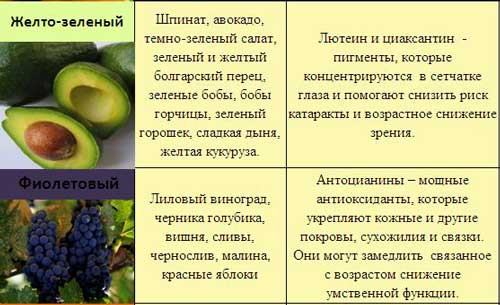 Желто-зеленый
Шпинат, авокадо,
темно-зеленый салат,
зеленый и желтый
болгарский перец,
зеленые бобы, бобы
горчицы, зеленый
горошек, сладкая дыня,
желтая кукуруза.
Лютеин и циаксантин -
пигменты, которые
концентрируются в сетчатке
глаза и помогают снизить риск
катаракты и возрастное снижение
зрения.
Фиолетовый
Лиловый виноград,
черника голубика,
вишня, сливы,
чернослив, малина,
красные яблоки
Антоцианины – мощные
антиоксиданты, которые
укрепляют кожные и другие
покровы, сухожилия и связки.
Они могут замедлить связанное
с возрастом снижение
умственной функции.